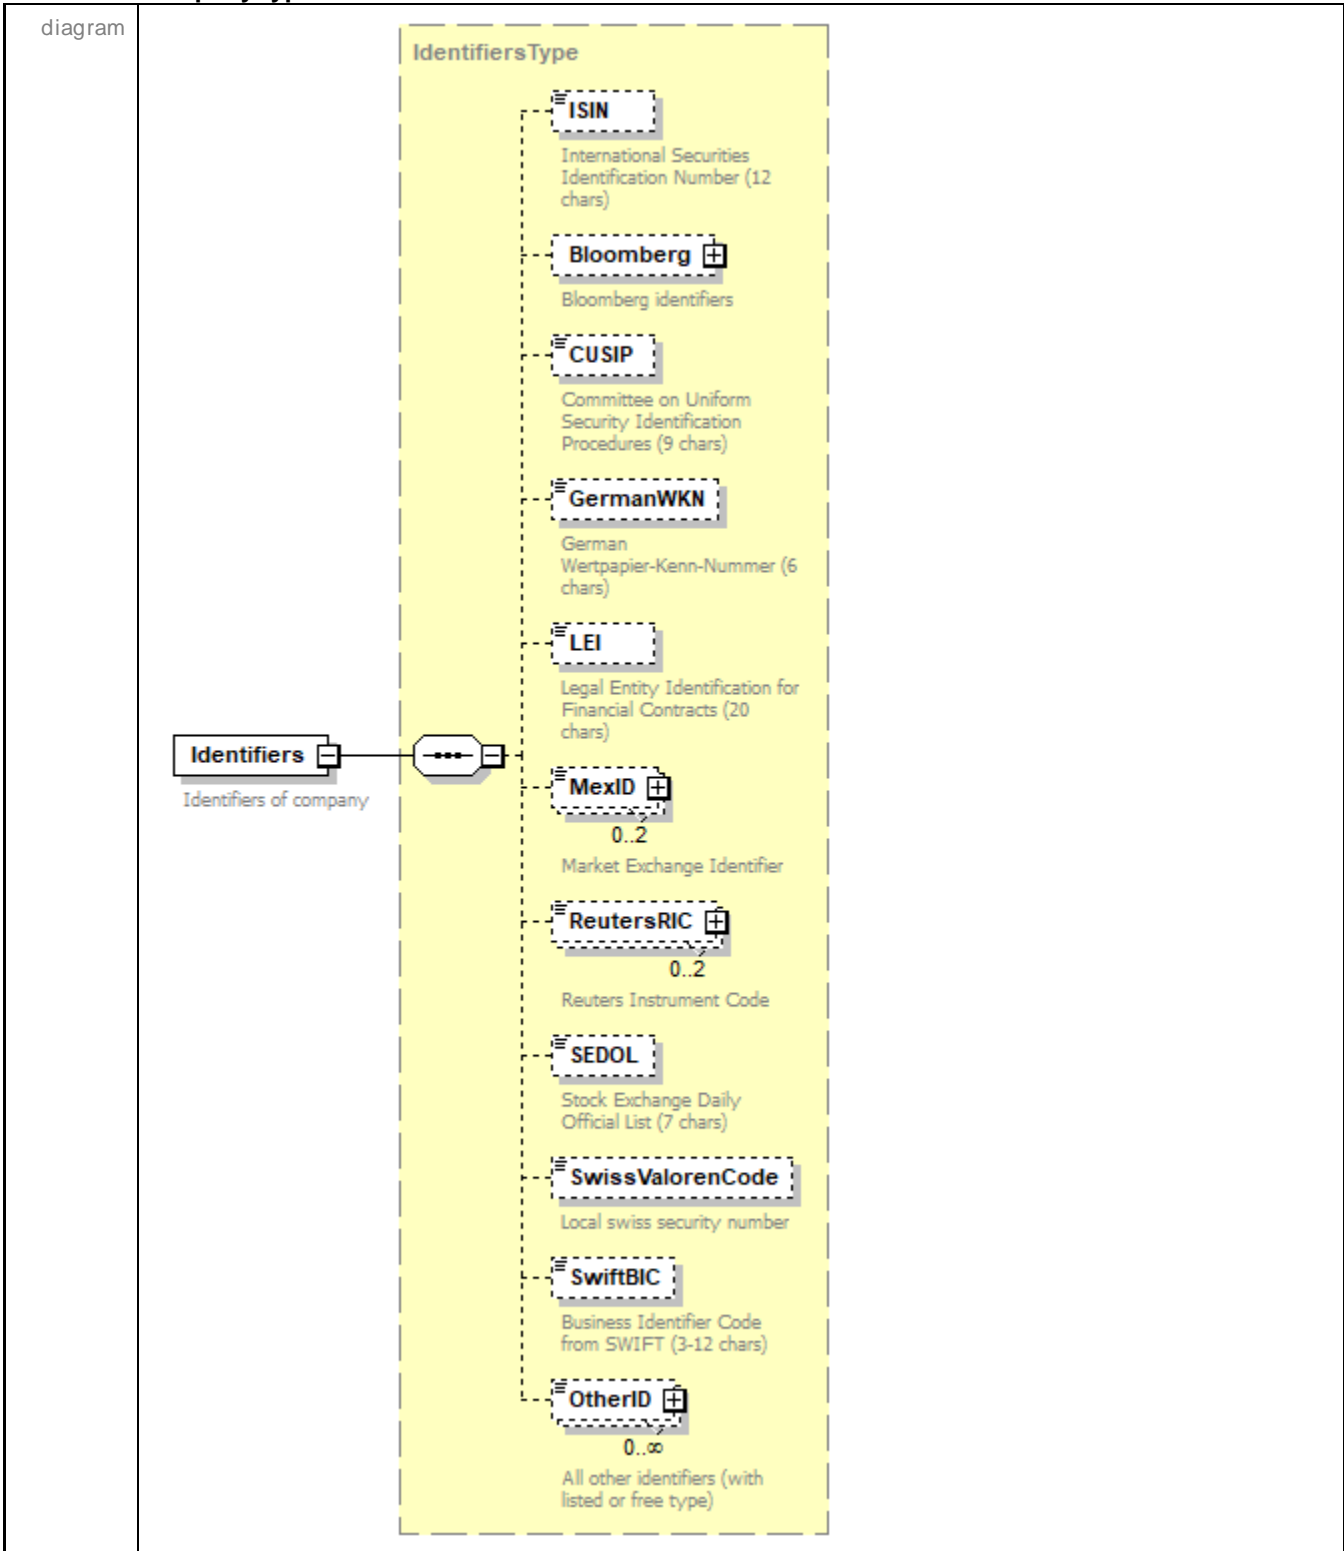 diagram
IdentifiersType
ISIN
International Securities
Identification Number (12
chars)
Bloomberg
Bloomberg identifiers
CUSIP
Committee on Uniform
Security Identification
Procedures (9 chars)
GermanWKN
German
Wertpapier-Kenn-Nummer (6
chars)
LEI
Legal Entity Identification for
Financial Contracts (20
chars)
Identifiers
Identifiers of company
MexID
0..2
Market Exchange Identifier
ReutersRIC
0..2
Reuters Instrument Code
SEDOL
Stock Exchange Daily
Official List (7 chars)
SwissValorenCode
Local swiss security number
SwiftBIC
Business Identifier Code
from SWIFT (3-12 chars)
OtherID
0..∞
All other identifiers (with
listed or free type)